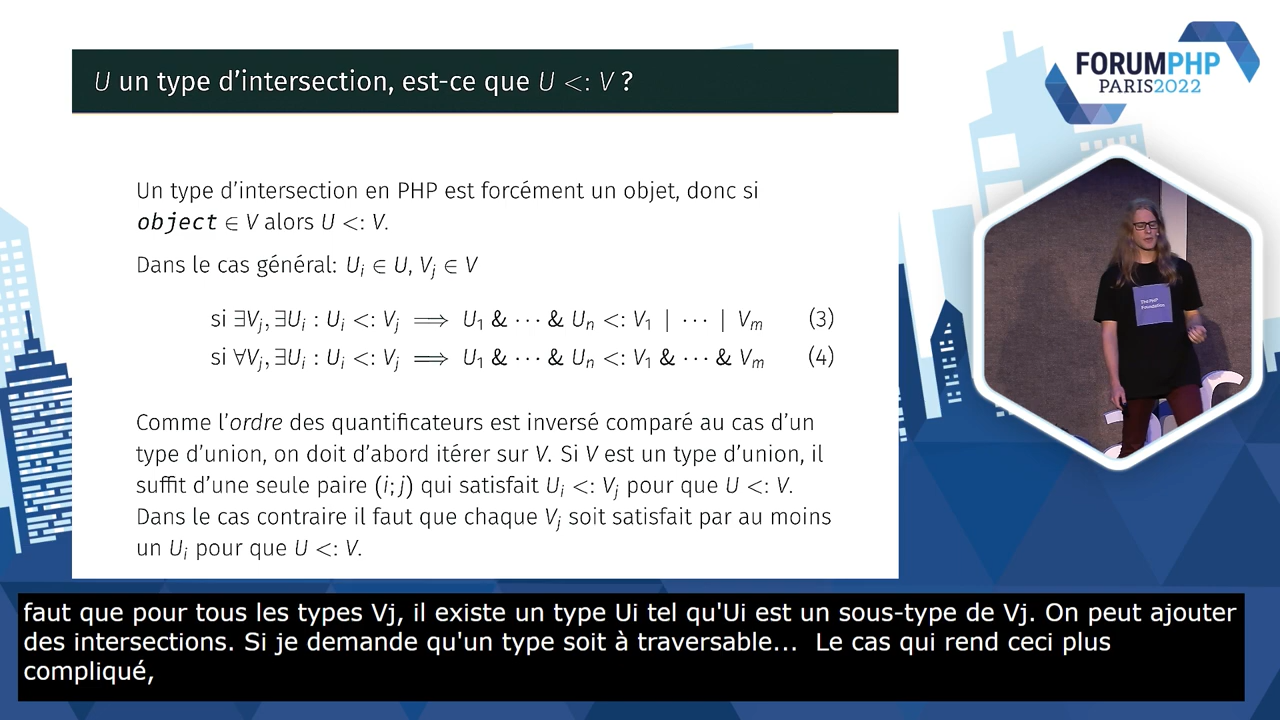 U un type d'intersection, est-ce que U <: V ?
FORUMPHP
PARIS2022
Un type d'intersection en PHP est forcément un objet, donc si
object ∈ V alors U <: V.
Dans le cas général: Uᵢ ∈ U, Vⱼ ∈ V
si ∃Vⱼ, ∃Uᵢ : Uᵢ <: Vⱼ ⟹ U₁ & ⋯ & Uₙ <: V₁ | ⋯ | Vₘ (3)
si ∀Vⱼ, ∃Uᵢ : Uᵢ <: Vⱼ ⟹ U₁ & ⋯ & Uₙ <: V₁ & ⋯ & Vₘ (4)
Comme l'ordre des quantificateurs est inversé comparé au cas d'un
type d'union, on doit d'abord itérer sur V. Si V est un type d'union, il
suffit d'une seule paire (i; j) qui satisfait Uᵢ <: Vⱼ pour que U <: V.
Dans le cas contraire il faut que chaque Vⱼ soit satisfait par au moins
un Uᵢ pour que U <: V.
The PHP
Foundation
faut que pour tous les types Vj, il existe un type Ui tel qu'Ui est un sous-type de Vj. On peut ajouter
des intersections. Si je demande qu'un type soit à traversable... Le cas qui rend ceci plus
compliqué,